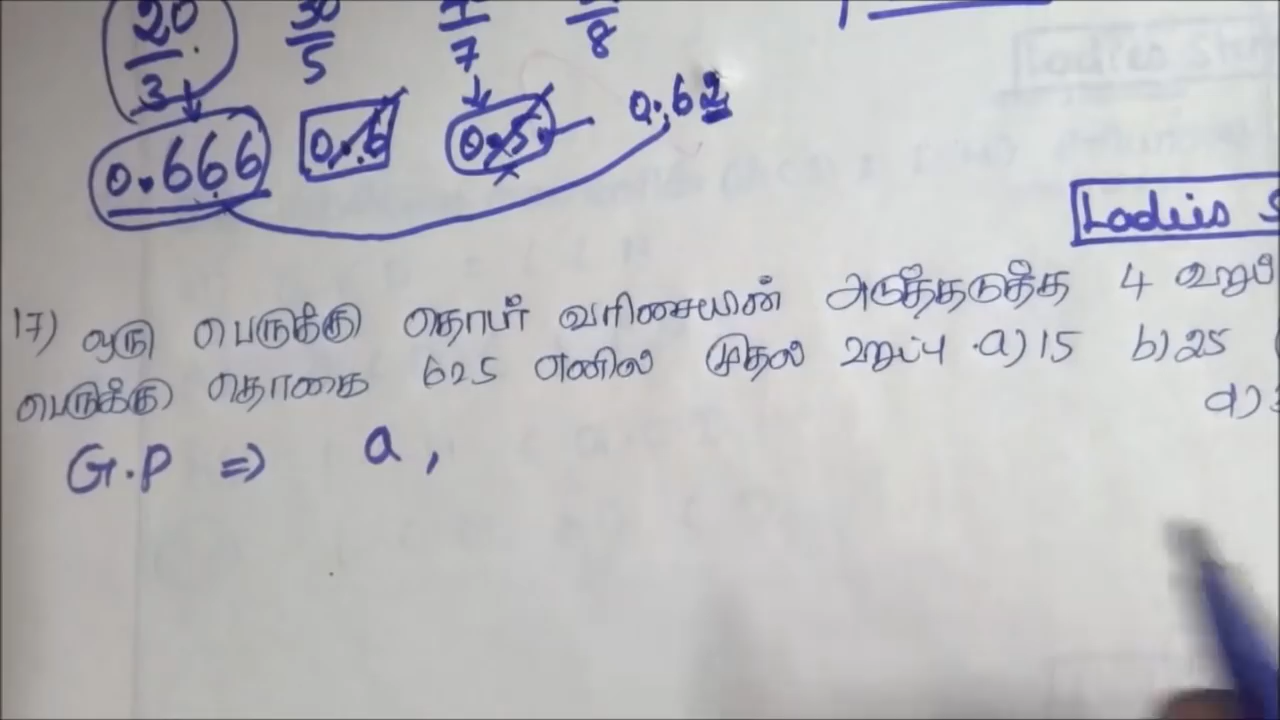 20/3 30/5 7 8
0.666 0.6 0.5 0.62
Ladies S
17) ஒரு பெருக்கு தொடர் வரிசையின் அடுத்தடுத்த 4 உறுப்
பெருக்கு தொகை 625 எனில் முதல் உறுப்பு a) 15 b) 25
d)
G.P => a,